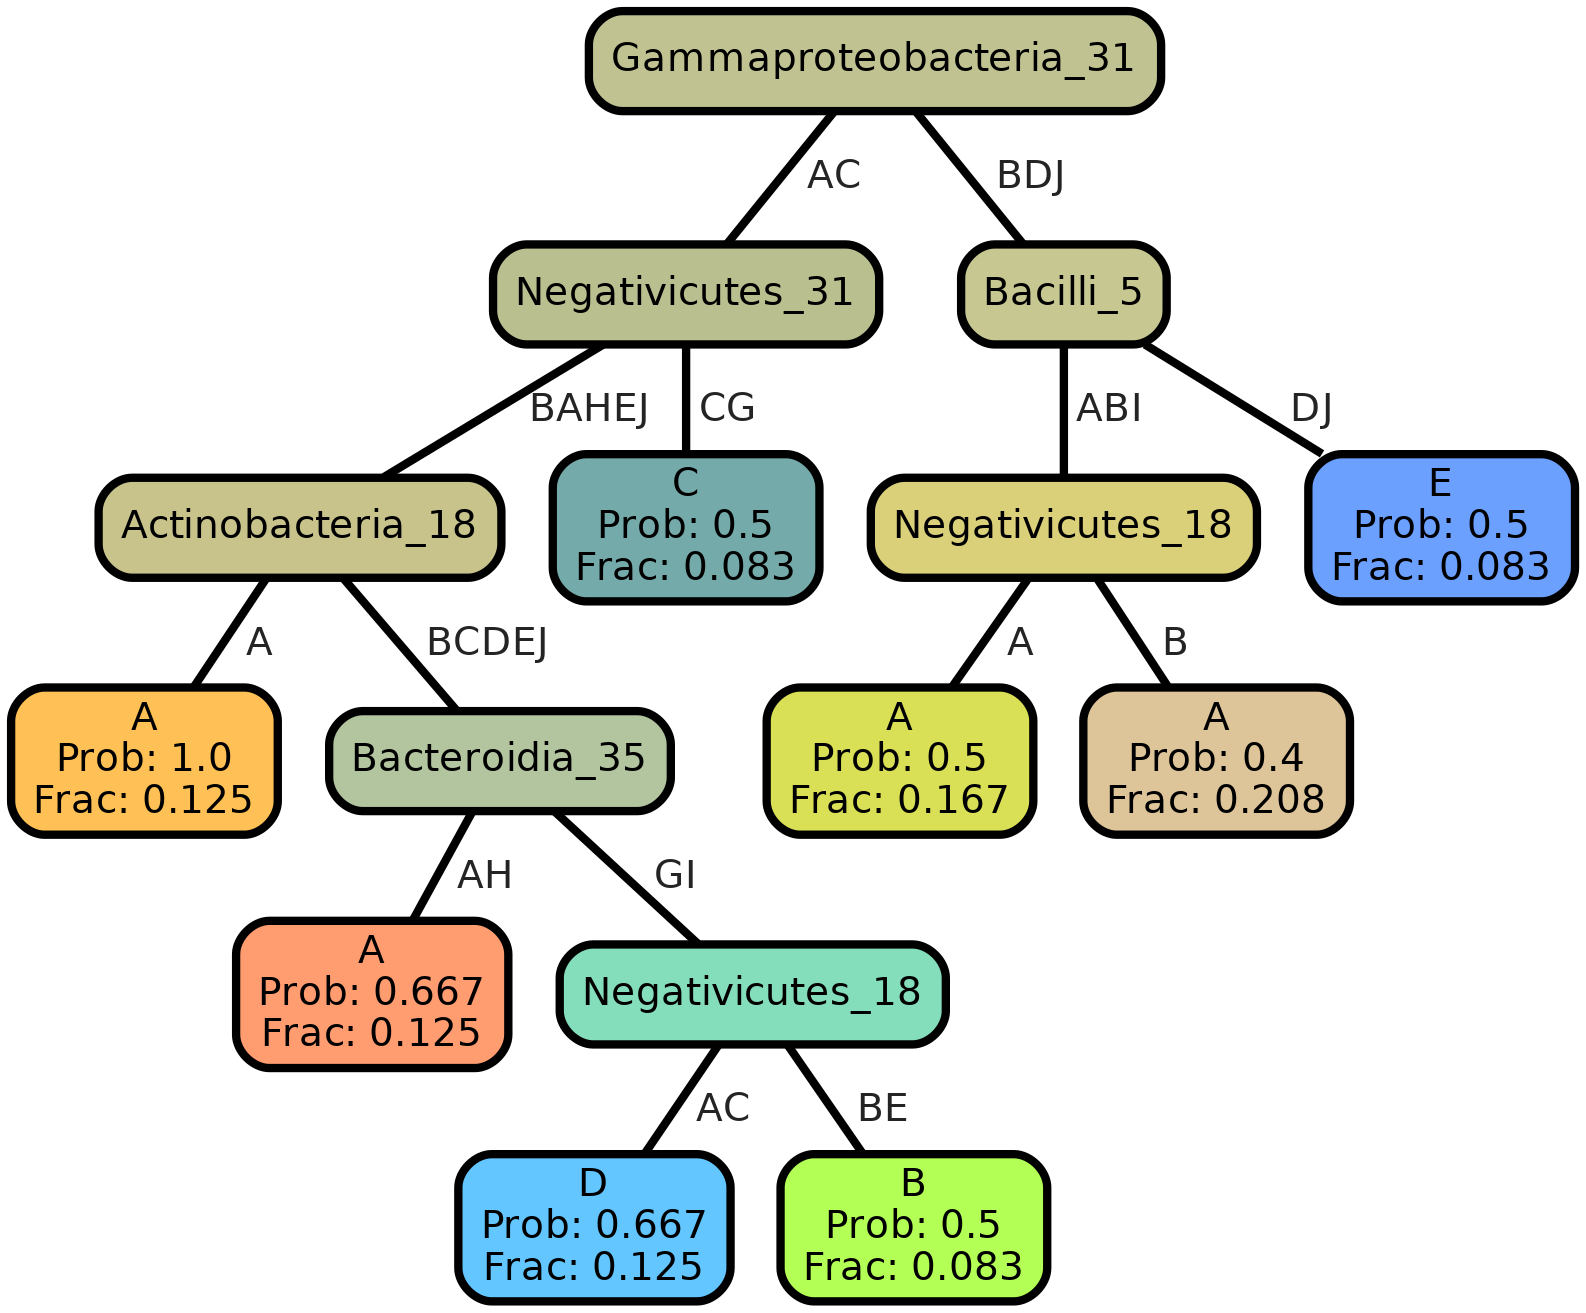 Gammaproteobacteria_31
AC
BDJ
Negativicutes_31
Bacilli_5
BAHEJ
CG
ABI
DJ
Actinobacteria_18
C
Prob: 0.5
Frac: 0.083
Negativicutes_18
E
Prob: 0.5
Frac: 0.083
A
BCDEJ
A
B
A
Prob: 1.0
Frac: 0.125
Bacteroidia_35
A
Prob: 0.5
Frac: 0.167
A
Prob: 0.4
Frac: 0.208
AH
GI
A
Prob: 0.667
Frac: 0.125
Negativicutes_18
AC
BE
D
Prob: 0.667
Frac: 0.125
B
Prob: 0.5
Frac: 0.083